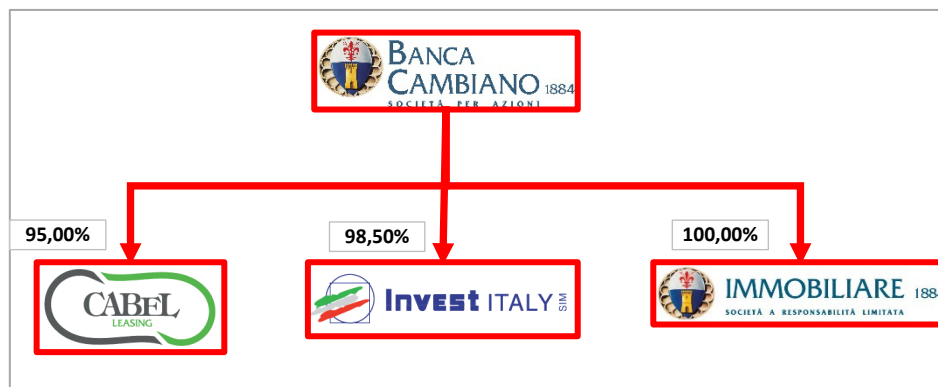 BANCA
CAMBIANO 1884
SOCIETÀ PER AZIONI
95,00%
98,50%
100,00%
CABEL
LEASING
Invest ITALY SIM
IMMOBILIARE 188
SOCIETÀ A RESPONSABILITÀ LIMITATA